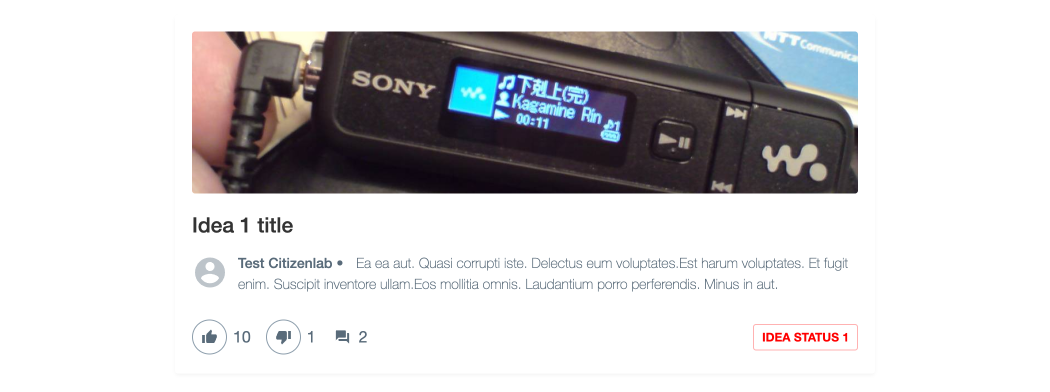 NTT Communica
SONY
下剋上(完)
Kagamine Rin
00:11
♪1
Idea 1 title
Test Citizenlab • Ea ea aut. Quasi corrupti iste. Delectus eum voluptates.Est harum voluptates. Et fugit
enim. Suscipit inventore ullam.Eos mollitia omnis. Laudantium porro perferendis. Minus in aut.
10 1 2
IDEA STATUS 1